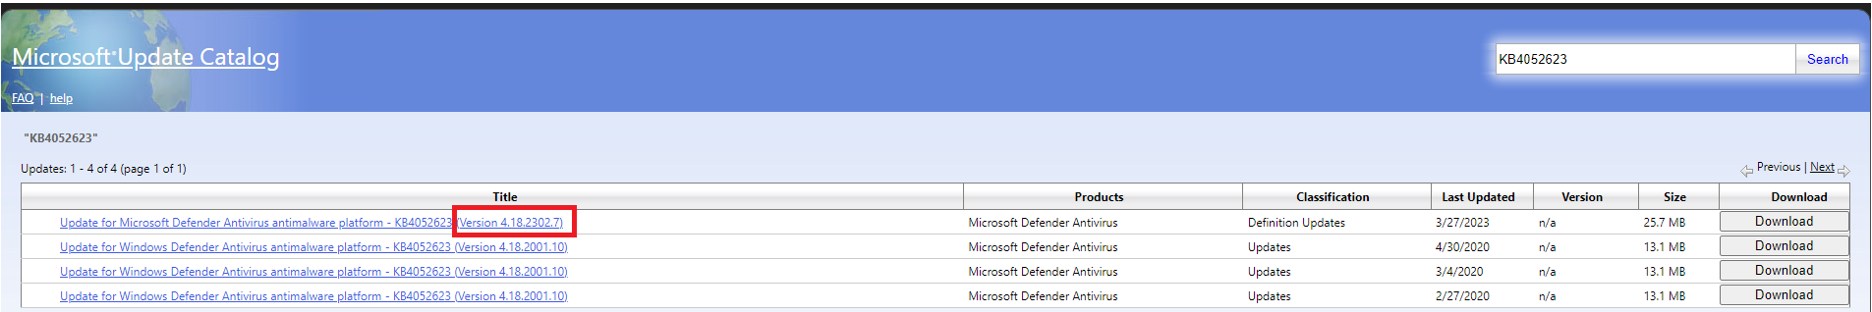 Microsoft®Update Catalog
KB4052623 Search
FAQ | help
"KB4052623"
Updates: 1 - 4 of 4 (page 1 of 1) Previous | Next
Title Products Classification Last Updated Version Size Download
Update for Microsoft Defender Antivirus antimalware platform - KB4052623 (Version 4.18.2302.7) Microsoft Defender Antivirus Definition Updates 3/27/2023 n/a 25.7 MB Download
Update for Windows Defender Antivirus antimalware platform - KB4052623 (Version 4.18.2001.10) Microsoft Defender Antivirus Updates 4/30/2020 n/a 13.1 MB Download
Update for Windows Defender Antivirus antimalware platform - KB4052623 (Version 4.18.2001.10) Microsoft Defender Antivirus Updates 3/4/2020 n/a 13.1 MB Download
Update for Windows Defender Antivirus antimalware platform - KB4052623 (Version 4.18.2001.10) Microsoft Defender Antivirus Updates 2/27/2020 n/a 13.1 MB Download